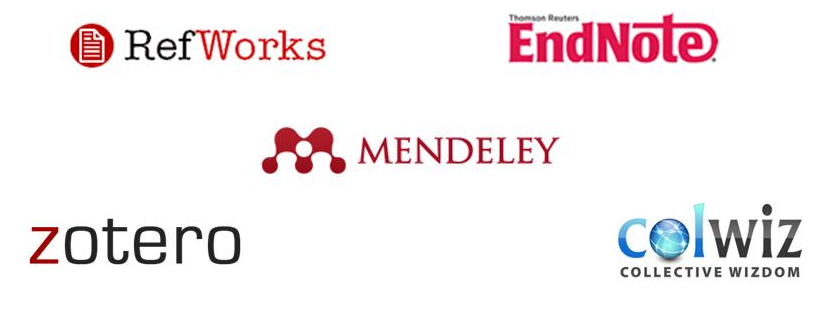 RefWorks
Thomson Reuters
EndNote
MENDELEY
zotero
colwiz
COLLECTIVE WIZDOM